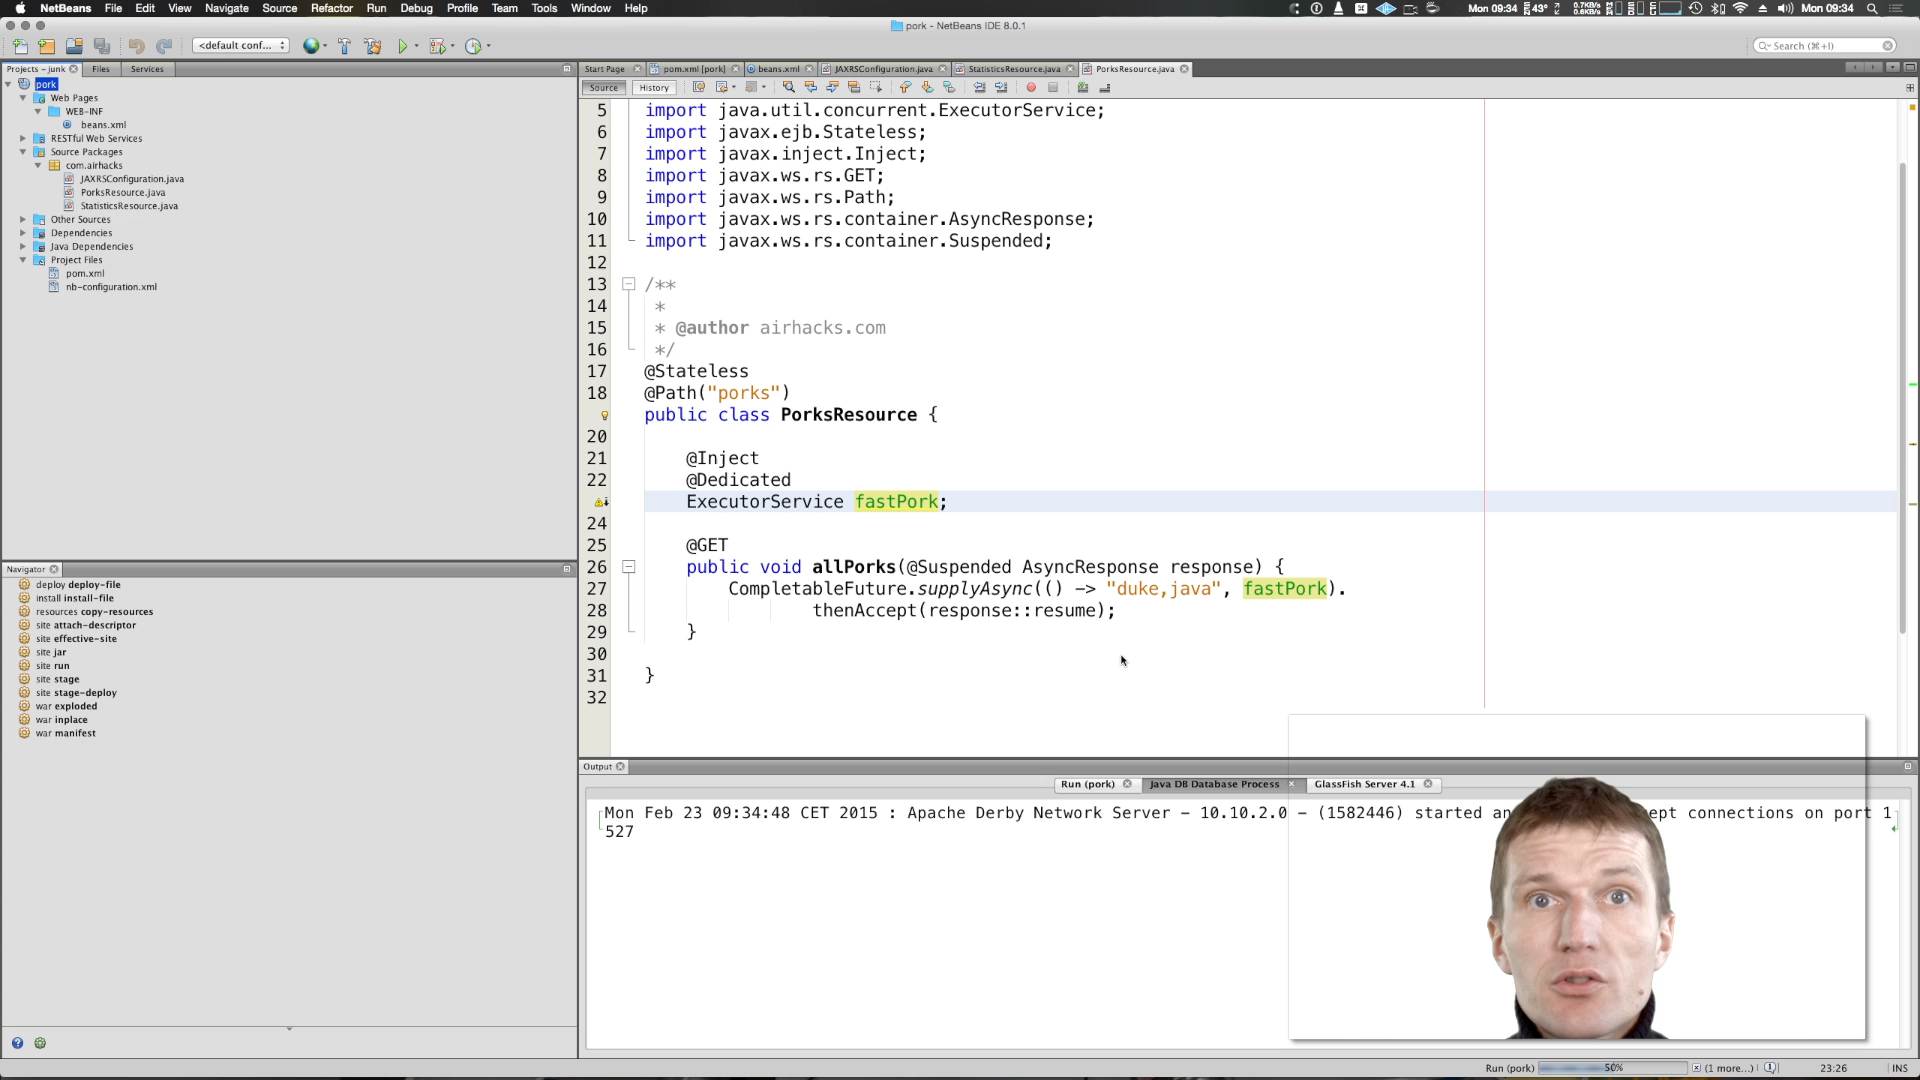 NetBeans File Edit View Navigate Source Refactor Run Debug Profile Team Tools Window Help
Mon 09:34 43° 0.7KB/s 0.6KB/s Mon 09:34
pork - NetBeans IDE 8.0.1
<default conf... Search (⌘+I)
Projects - junk Files Services
Start Page pom.xml [pork] beans.xml JAXRSConfiguration.java StatisticsResource.java PorksResource.java
Source History
pork
Web Pages
WEB-INF
beans.xml
RESTful Web Services
Source Packages
com.airhacks
JAXRSConfiguration.java
PorksResource.java
StatisticsResource.java
Other Sources
Dependencies
Java Dependencies
Project Files
pom.xml
nb-configuration.xml
Navigator
deploy deploy-file
install install-file
resources copy-resources
site attach-descriptor
site effective-site
site jar
site run
site stage
site stage-deploy
war exploded
war inplace
war manifest
5 import java.util.concurrent.ExecutorService;
6 import javax.ejb.Stateless;
7 import javax.inject.Inject;
8 import javax.ws.rs.GET;
9 import javax.ws.rs.Path;
10 import javax.ws.rs.container.AsyncResponse;
11 import javax.ws.rs.container.Suspended;
12
13 /**
14 *
15 * @author airhacks.com
16 */
17 @Stateless
18 @Path("porks")
public class PorksResource {
20
21 @Inject
22 @Dedicated
ExecutorService fastPork;
24
25 @GET
26 public void allPorks(@Suspended AsyncResponse response) {
27 CompletableFuture.supplyAsync(() -> "duke,java", fastPork).
28 thenAccept(response::resume);
29 }
30
31 }
32
Output
Run (pork) Java DB Database Process GlassFish Server 4.1
Mon Feb 23 09:34:48 CET 2015 : Apache Derby Network Server - 10.10.2.0 - (1582446) started an ept connections on port 1
527
Run (pork) 50% (1 more...) 23:26 INS